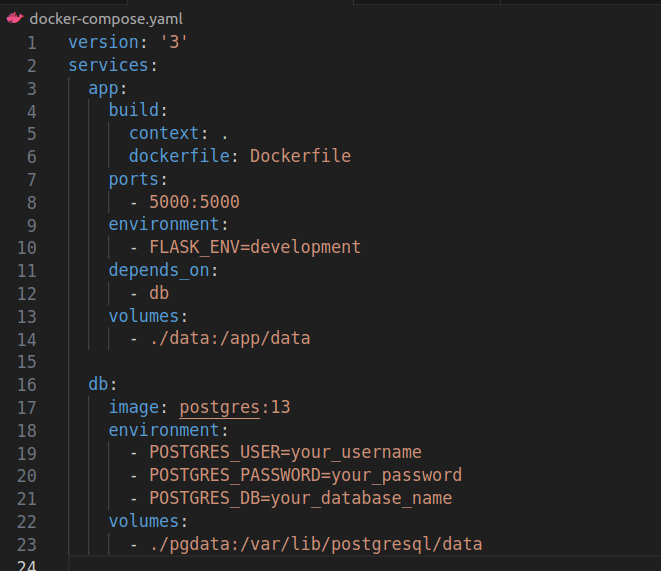 docker-compose.yaml
1 version: '3'
2 services:
3   app:
4     build:
5       context: .
6       dockerfile: Dockerfile
7     ports:
8       - 5000:5000
9     environment:
10       - FLASK_ENV=development
11     depends_on:
12       - db
13     volumes:
14       - ./data:/app/data
15
16   db:
17     image: postgres:13
18     environment:
19       - POSTGRES_USER=your_username
20       - POSTGRES_PASSWORD=your_password
21       - POSTGRES_DB=your_database_name
22     volumes:
23       - ./pgdata:/var/lib/postgresql/data
24